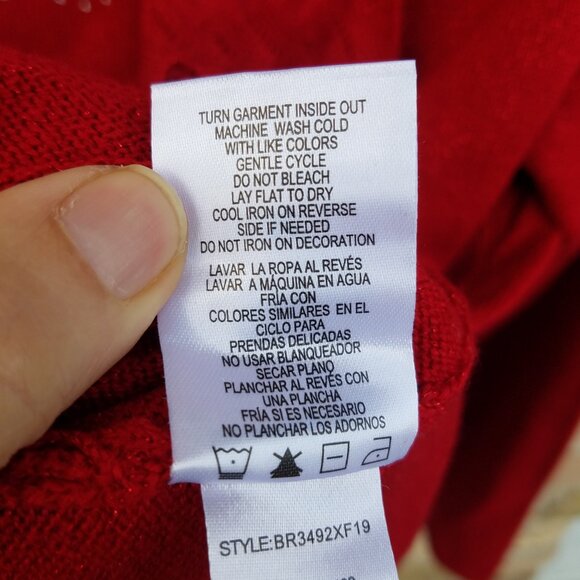 TURN GARMENT INSIDE OUT
MACHINE WASH COLD
WITH LIKE COLORS
GENTLE CYCLE
DO NOT BLEACH
LAY FLAT TO DRY
COOL IRON ON REVERSE
SIDE IF NEEDED
DO NOT IRON ON DECORATION
LAVAR LA ROPA AL REVÉS
LAVAR A MÁQUINA EN AGUA
FRÍA CON
COLORES SIMILARES EN EL
CICLO PARA
PRENDAS DELICADAS
NO USAR BLANQUEADOR
SECAR PLANO
PLANCHAR AL REVÉS CON
UNA PLANCHA
FRÍA SI ES NECESARIO
NO PLANCHAR LOS ADORNOS
STYLE:BR3492XF19